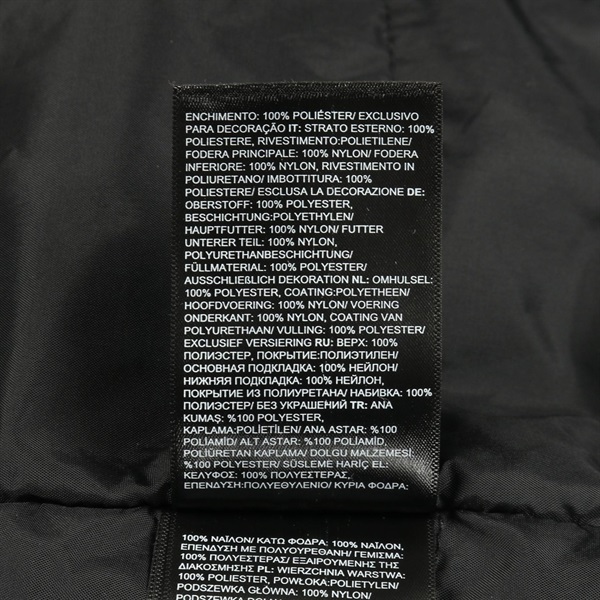 ENCHIMENTO: 100% POLIÉSTER/ EXCLUSIVO
PARA DECORAÇÃO IT: STRATO ESTERNO: 100%
POLIESTERE, RIVESTIMENTO:POLIETILENE/
FODERA PRINCIPALE: 100% NYLON/ FODERA
INFERIORE: 100% NYLON, RIVESTIMENTO IN
POLIURETANO/ IMBOTTITURA: 100%
POLIESTERE/ ESCLUSA LA DECORAZIONE DE:
OBERSTOFF: 100% POLYESTER,
BESCHICHTUNG:POLYETHYLEN/
HAUPTFUTTER: 100% NYLON/ FUTTER
UNTERER TEIL: 100% NYLON,
POLYURETHANBESCHICHTUNG/
FÜLLMATERIAL: 100% POLYESTER/
AUSSCHLIEßLICH DEKORATION NL: OMHULSEL:
100% POLYESTER, COATING:POLYETHEEN/
HOOFDVOERING: 100% NYLON/ VOERING
ONDERKANT: 100% NYLON, COATING VAN
POLYURETHAAN/ VULLING: 100% POLYESTER/
EXCLUSIEF VERSIERING RU: ВЕРХ: 100%
ПОЛИЭСТЕР, ПОКРЫТИЕ:ПОЛИЭТИЛЕН/
ОСНОВНАЯ ПОДКЛАДКА: 100% НЕЙЛОН/
НИЖНЯЯ ПОДКЛАДКА: 100% НЕЙЛОН,
ПОКРЫТИЕ ИЗ ПОЛИУРЕТАНА/ НАБИВКА: 100%
ПОЛИЭСТЕР/ БЕЗ УКРАШЕНИЙ TR: ANA
KUMAŞ: %100 POLYESTER,
KAPLAMA:POLİETİLEN/ ANA ASTAR: %100
POLİAMİD/ ALT ASTAR: %100 POLİAMİD,
POLİÜRETAN KAPLAMA/ DOLGU MALZEMESİ:
%100 POLYESTER/ SÜSLEME HARİÇ EL:
ΚΕΛΥΦΟΣ: 100% ΠΟΛΥΕΣΤΕΡΑΣ,
ΕΠΕΝΔΥΣΗ:ΠΟΛΥΕΘΥΛΕΝΙΟ/ ΚΥΡΙΑ ΦΟΔΡΑ:
100% ΝΑΪΛΟΝ/ ΚΑΤΩ ΦΟΔΡΑ: 100% ΝΑΪΛΟΝ,
ΕΠΕΝΔΥΣΗ ΜΕ ΠΟΛΥΟΥΡΕΘΑΝΗ/ ΓΕΜΙΣΜΑ:
100% ΠΟΛΥΕΣΤΕΡΑΣ/ ΕΞΑΙΡΟΥΜΕΝΗΣ ΤΗΣ
ΔΙΑΚΟΣΜΗΣΗΣ PL: WIERZCHNIA WARSTWA:
100% POLIESTER, POWŁOKA:POLIETYLEN/
PODSZEWKA GŁÓWNA: 100% NYLON/
PODSZEWKA DOLNA: 100% NYLON